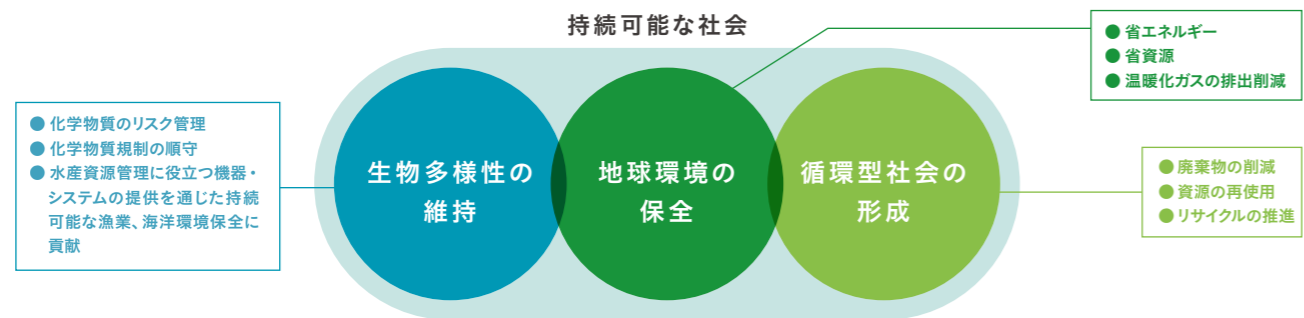 持続可能な社会
● 化学物質のリスク管理
● 化学物質規制の順守
● 水産資源管理に役立つ機器・
システムの提供を通じた持続
可能な漁業、海洋環境保全に
貢献
生物多様性の
維持
地球環境の
保全
循環型社会の
形成
● 省エネルギー
● 省資源
● 温暖化ガスの排出削減
● 廃棄物の削減
● 資源の再使用
● リサイクルの推進